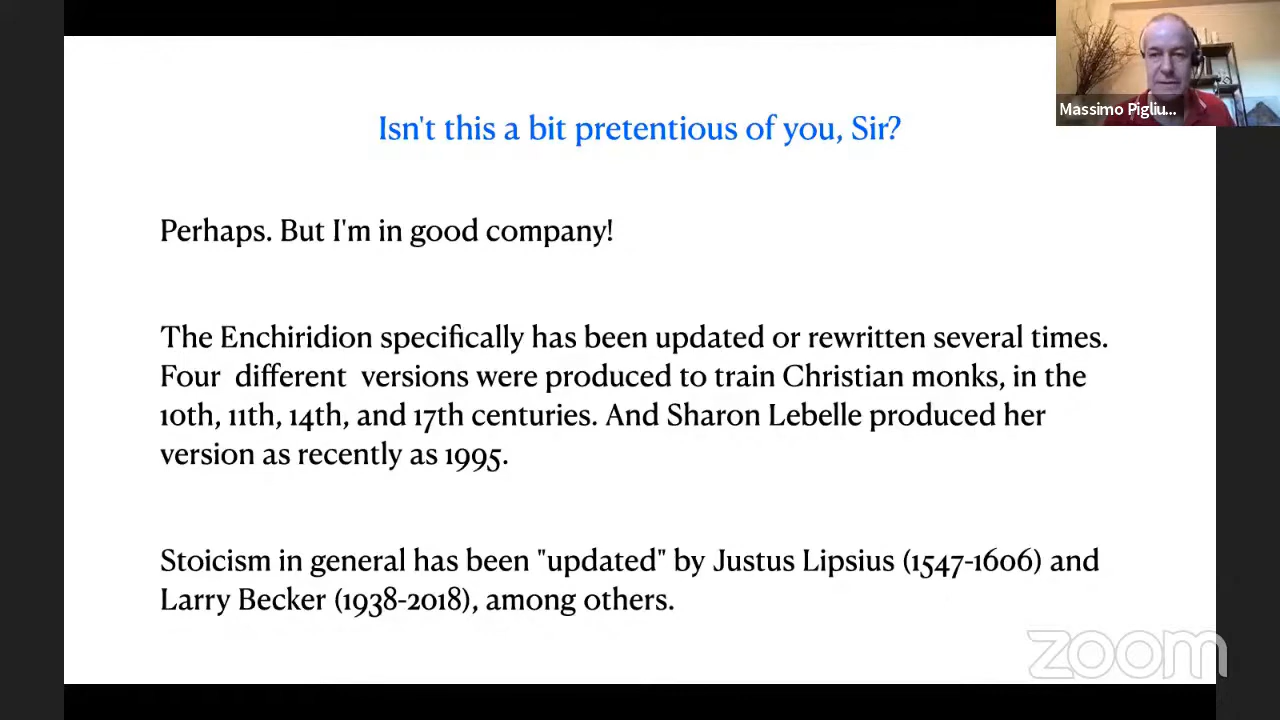 Isn't this a bit pretentious of you, Sir?
Massimo Pigliu...
Perhaps. But I'm in good company!
The Enchiridion specifically has been updated or rewritten several times.
Four different versions were produced to train Christian monks, in the
10th, 11th, 14th, and 17th centuries. And Sharon Lebelle produced her
version as recently as 1995.
Stoicism in general has been "updated" by Justus Lipsius (1547-1606) and
Larry Becker (1938-2018), among others.
zoom